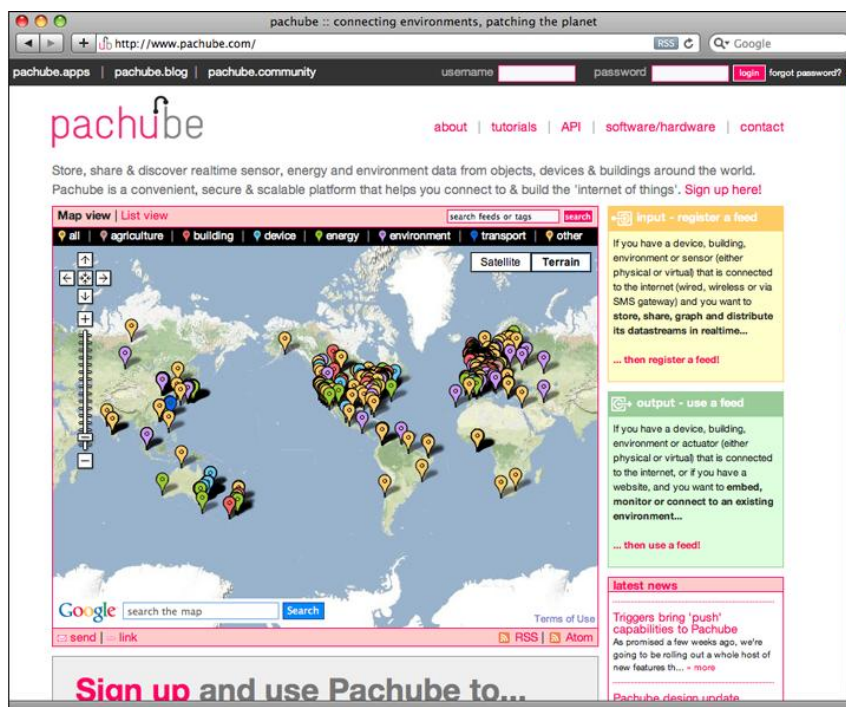 pachube :: connecting environments, patching the planet
http://www.pachube.com/
RSS
Google
pachube.apps | pachube.blog | pachube.community
username
password
login
forgot password?
pachube
about | tutorials | API | software/hardware | contact
Store, share & discover realtime sensor, energy and environment data from objects, devices & buildings around the world.
Pachube is a convenient, secure & scalable platform that helps you connect to & build the 'internet of things'. Sign up here!
Map view | List view
search feeds or tags
search
all | agriculture | building | device | energy | environment | transport | other
Satellite
Terrain
Google
search the map
Search
Terms of Use
send | link
RSS | Atom
input - register a feed
If you have a device, building,
environment or sensor (either
physical or virtual) that is connected
to the internet (wired, wireless or via
SMS gateway) and you want to
store, share, graph and distribute
its datastreams in realtime...
... then register a feed!
output - use a feed
If you have a device, building,
environment or actuator (either
physical or virtual) that is connected
to the internet, or if you have a
website, and you want to embed,
monitor or connect to an existing
environment...
... then use a feed!
latest news
Triggers bring 'push'
capabilities to Pachube
As promised a few weeks ago, we're
going to be rolling out a whole host of
new features th... » more
Pachube design update
Sign up and use Pachube to...